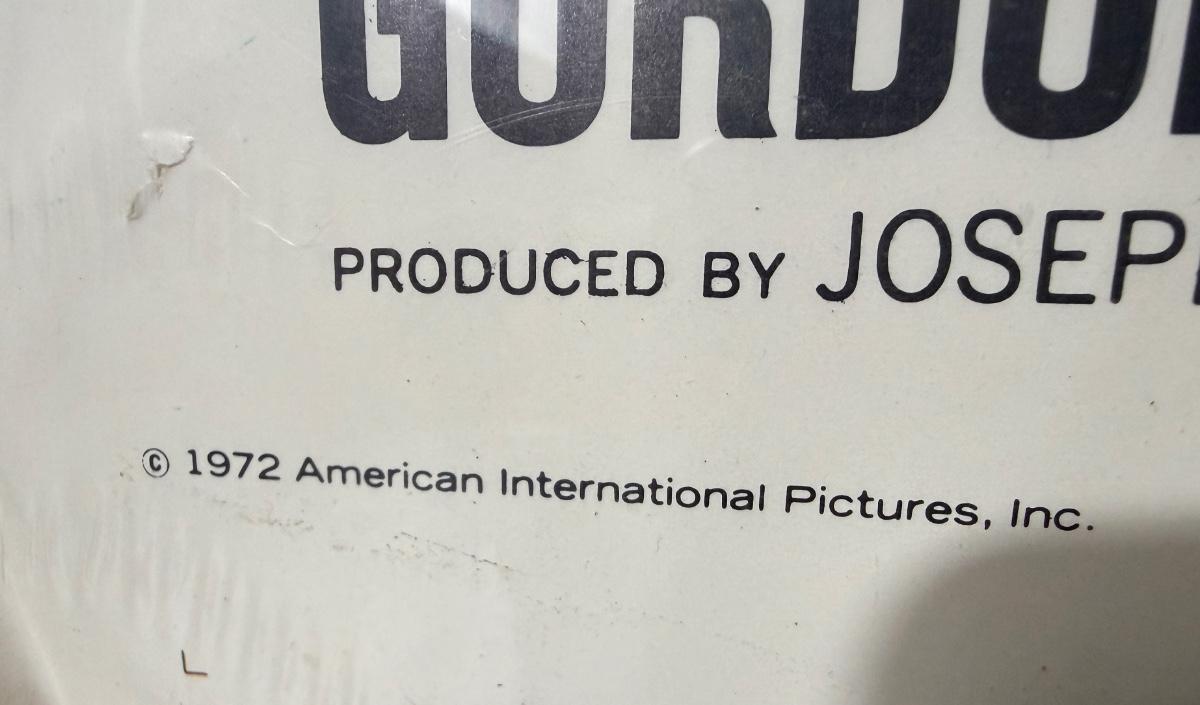 GORDO
PRODUCED BY JOSEP
© 1972 American International Pictures, Inc.